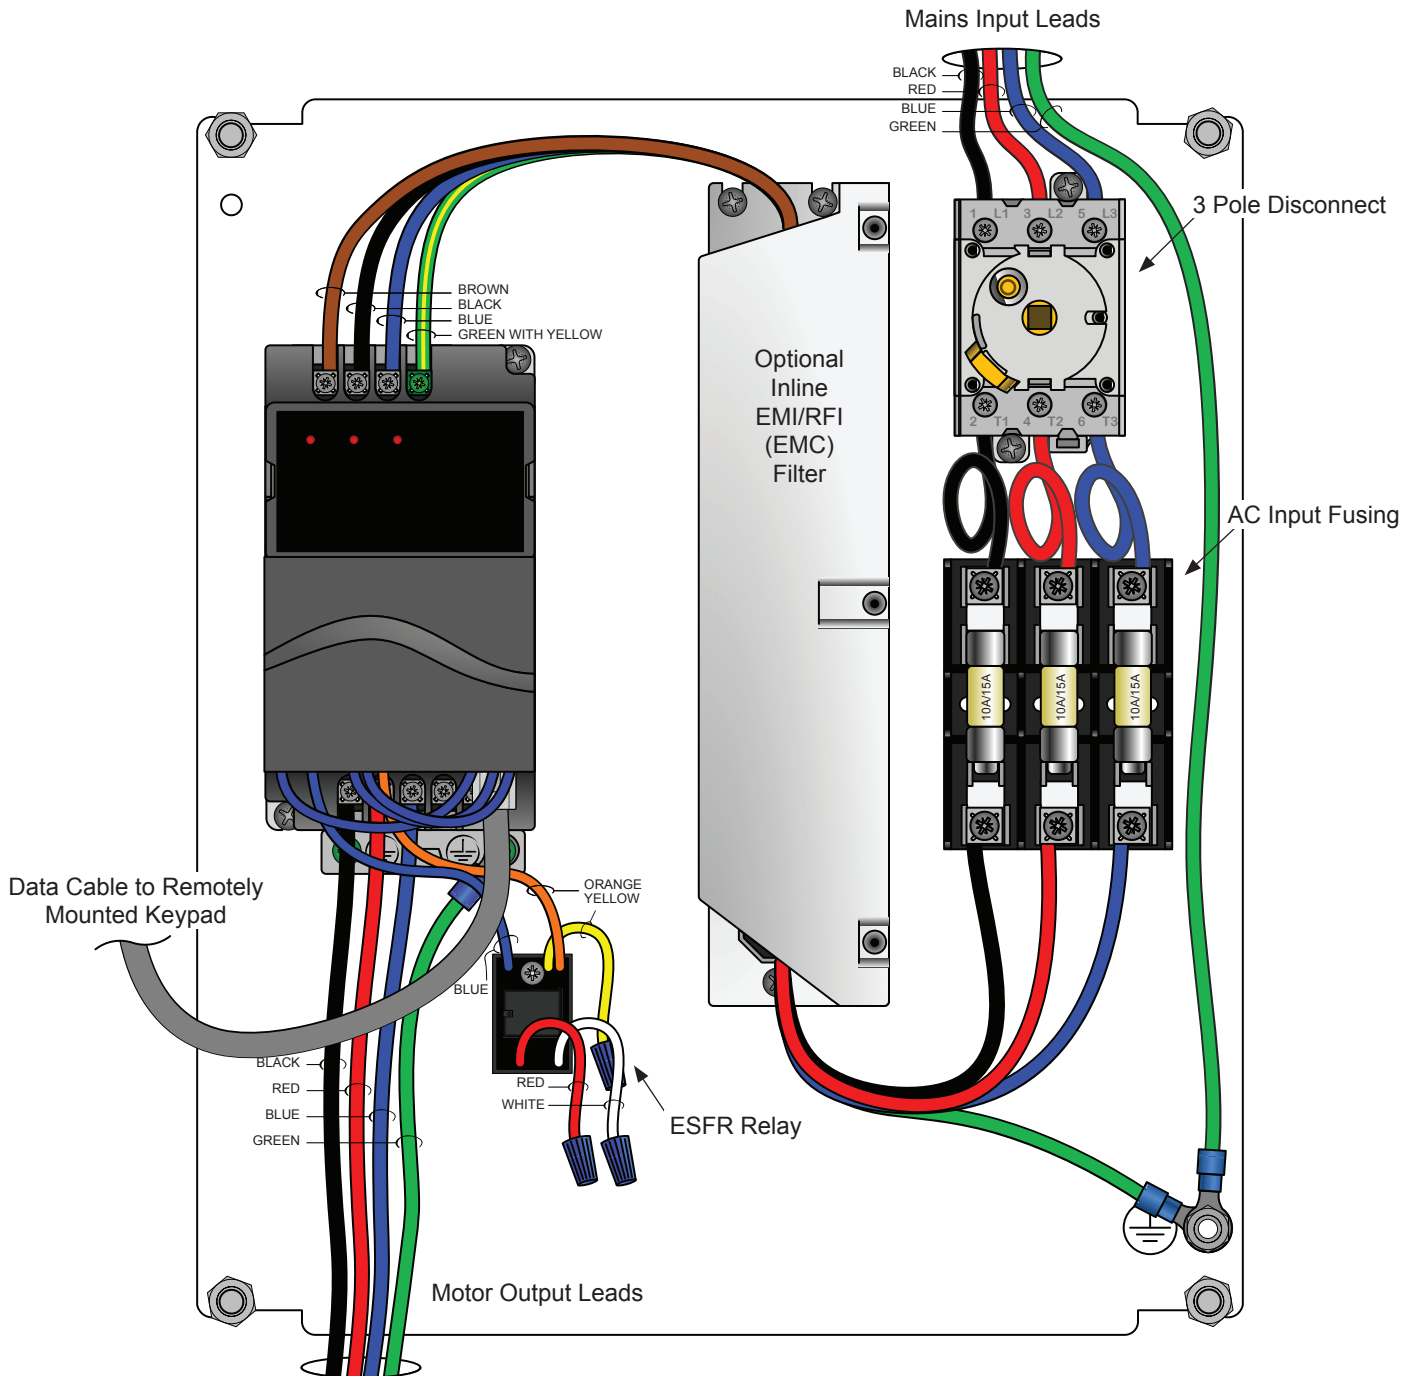 Mains Input Leads
BLACK
RED
BLUE
GREEN
3 Pole Disconnect
1 L1 3 L2 5 L3
2 T1 4 T2 6 T3
BROWN
BLACK
BLUE
GREEN WITH YELLOW
Optional
Inline
EMI/RFI
(EMC)
Filter
AC Input Fusing
10A/15A
10A/15A
10A/15A
Data Cable to Remotely
Mounted Keypad
ORANGE
YELLOW
BLUE
BLACK
RED
BLUE
GREEN
RED
WHITE
ESFR Relay
Motor Output Leads